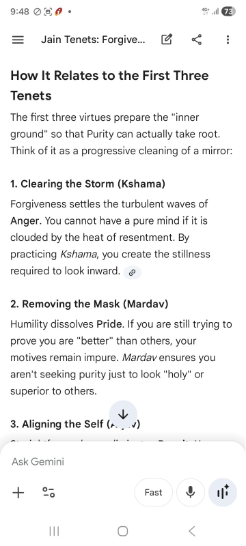 9:48
73
Jain Tenets: Forgive...
How It Relates to the First Three
Tenets
The first three virtues prepare the "inner
ground" so that Purity can actually take root.
Think of it as a progressive cleaning of a mirror:
1. Clearing the Storm (Kshama)
Forgiveness settles the turbulent waves of
Anger. You cannot have a pure mind if it is
clouded by the heat of resentment. By
practicing Kshama, you create the stillness
required to look inward.
2. Removing the Mask (Mardav)
Humility dissolves Pride. If you are still trying to
prove you are "better" than others, your
motives remain impure. Mardav ensures you
aren't seeking purity just to look "holy" or
superior to others.
3. Aligning the Self
Ask Gemini
Fast